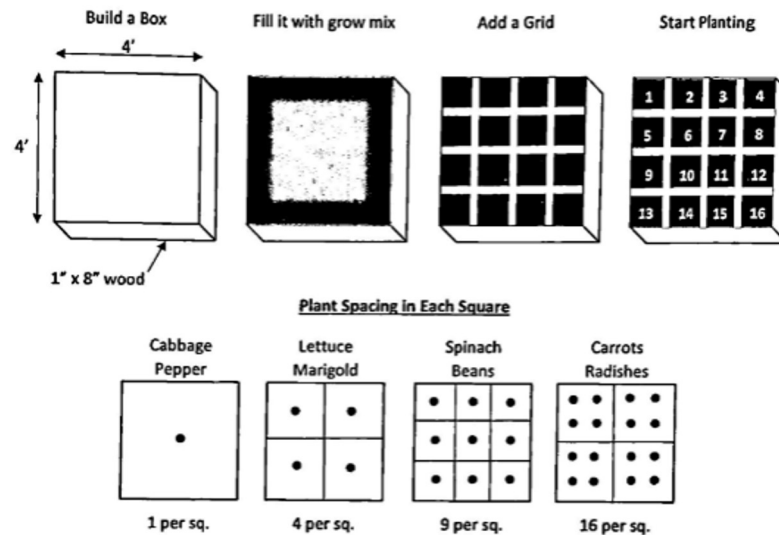 Build a Box
Fill it with grow mix
Add a Grid
Start Planting
4'
4'
1" x 8" wood
1 2 3 4
5 6 7 8
9 10 11 12
13 14 15 16
Plant Spacing in Each Square
Cabbage
Pepper
Lettuce
Marigold
Spinach
Beans
Carrots
Radishes
1 per sq.
4 per sq.
9 per sq.
16 per sq.